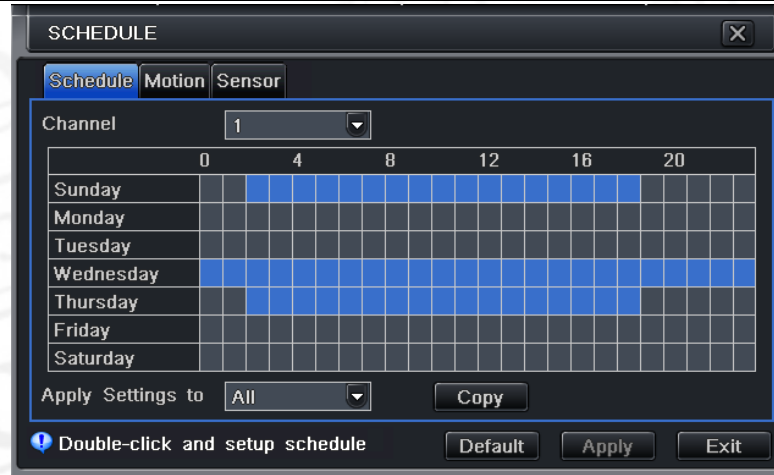 SCHEDULE
Schedule Motion Sensor
Channel 1
0 4 8 12 16 20
Sunday
Monday
Tuesday
Wednesday
Thursday
Friday
Saturday
Apply Settings to All Copy
Double-click and setup schedule Default Apply Exit